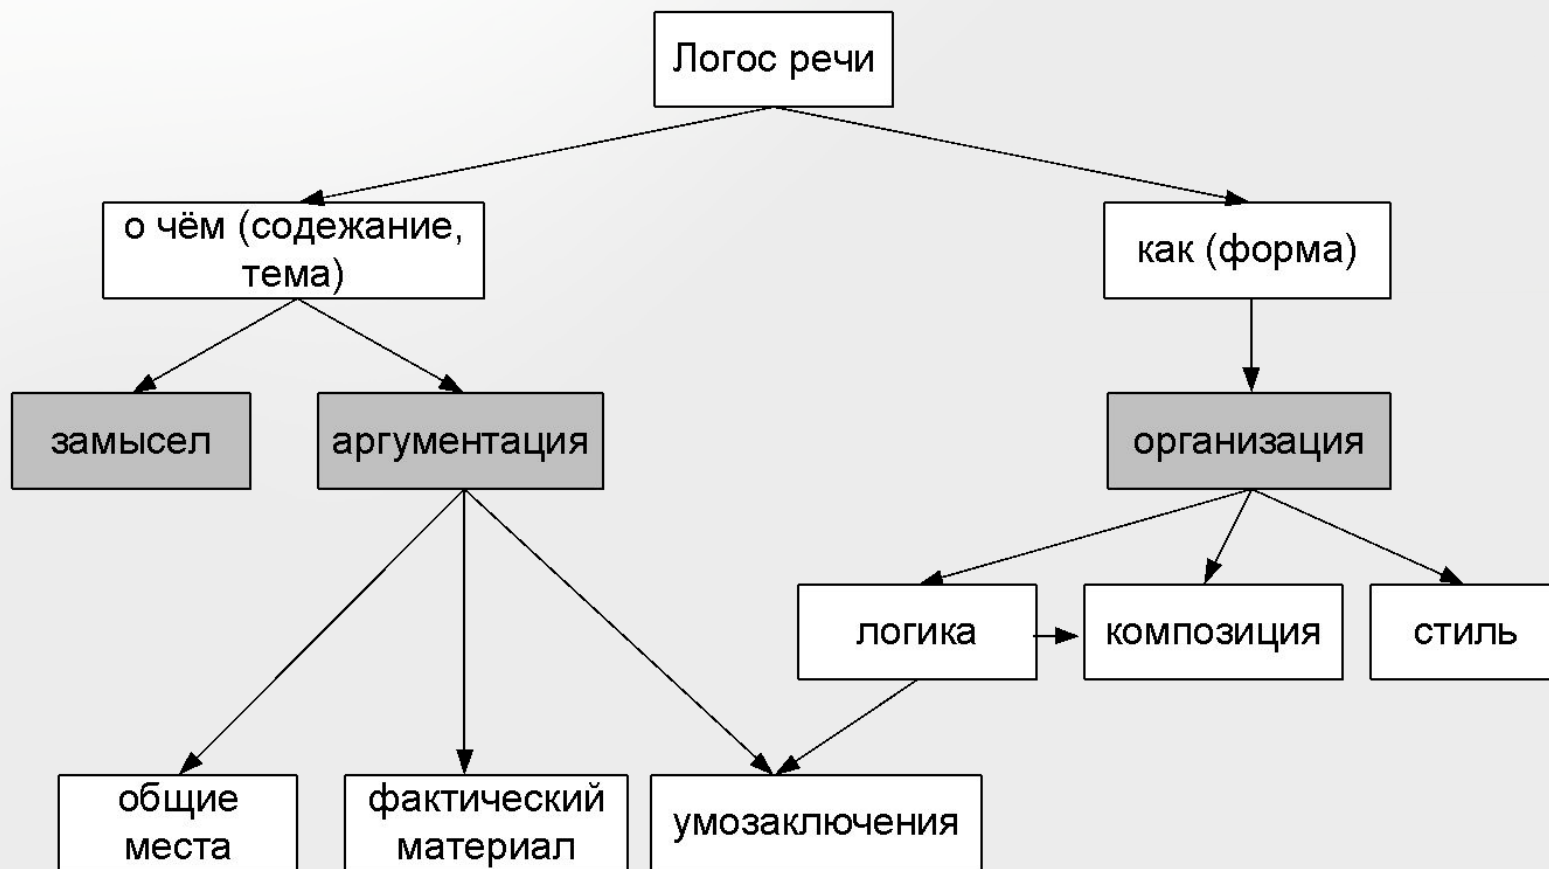 Логос речи
о чём (содежание,
тема)
как (форма)
замысел
аргументация
организация
логика
композиция
стиль
общие
места
фактический
материал
умозаключения